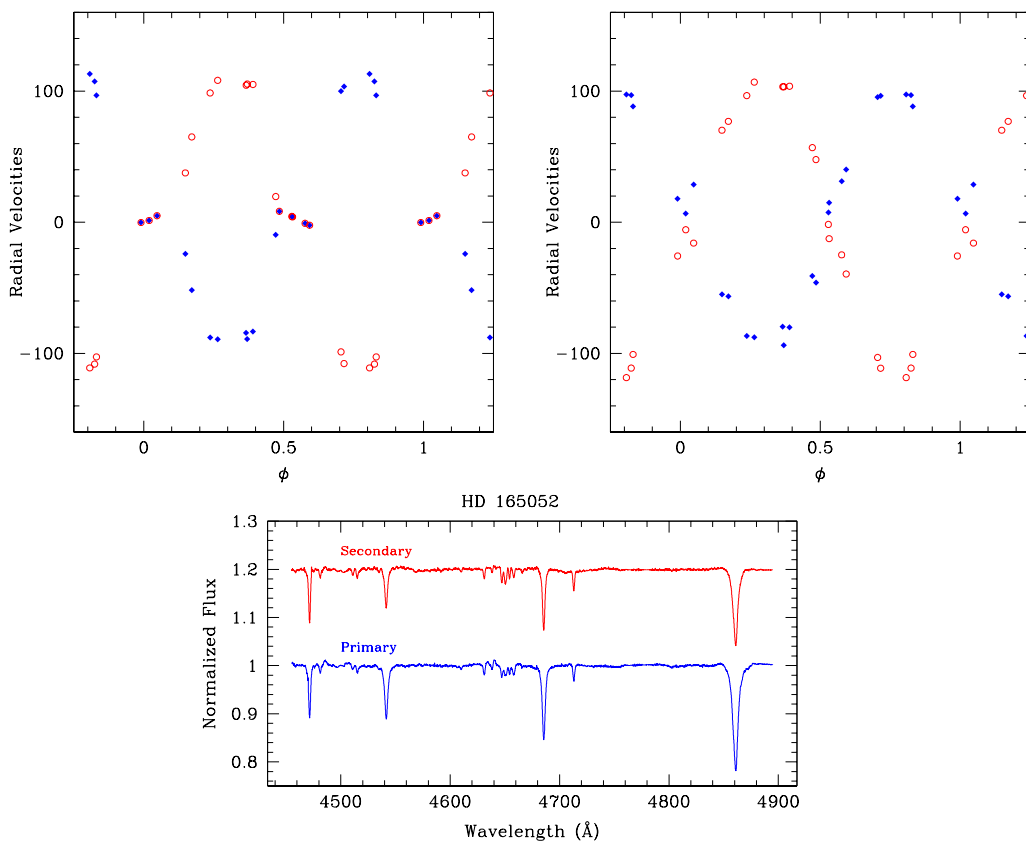 Radial Velocities
100
0
−100
0
0.5
1
ϕ
Radial Velocities
100
0
−100
0
0.5
1
ϕ
HD 165052
Normalized Flux
1.3
1.2
1.1
1
0.9
0.8
Secondary
Primary
4500
4600
4700
4800
4900
Wavelength (Å)